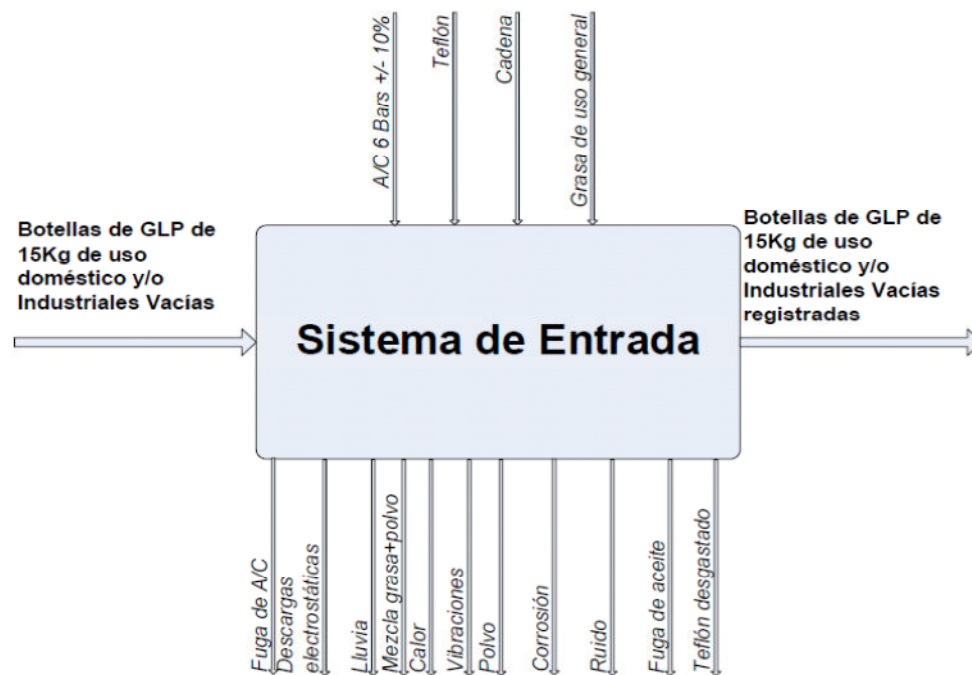 A/C 6 Bars +/- 10%
Teflón
Cadena
Grasa de uso general
Botellas de GLP de
15Kg de uso
doméstico y/o
Industriales Vacías
Sistema de Entrada
Botellas de GLP de
15Kg de uso
doméstico y/o
Industriales Vacías
registradas
Fuga de A/C
Descargas
electrostáticas
Lluvia
Mezcla grasa+polvo
Calor
Vibraciones
Polvo
Corrosión
Ruido
Fuga de aceite
Teflón desgastado